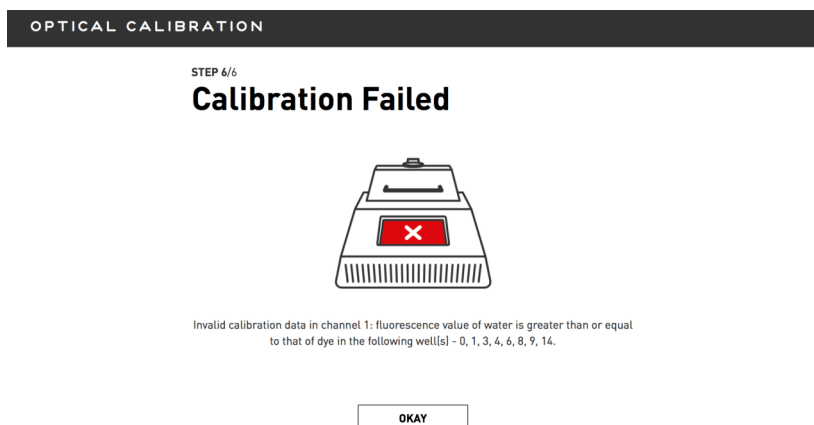 OPTICAL CALIBRATION
STEP 6/6
Calibration Failed
Invalid calibration data in channel 1: fluorescence value of water is greater than or equal
to that of dye in the following well(s) - 0, 1, 3, 4, 6, 8, 9, 14.
OKAY